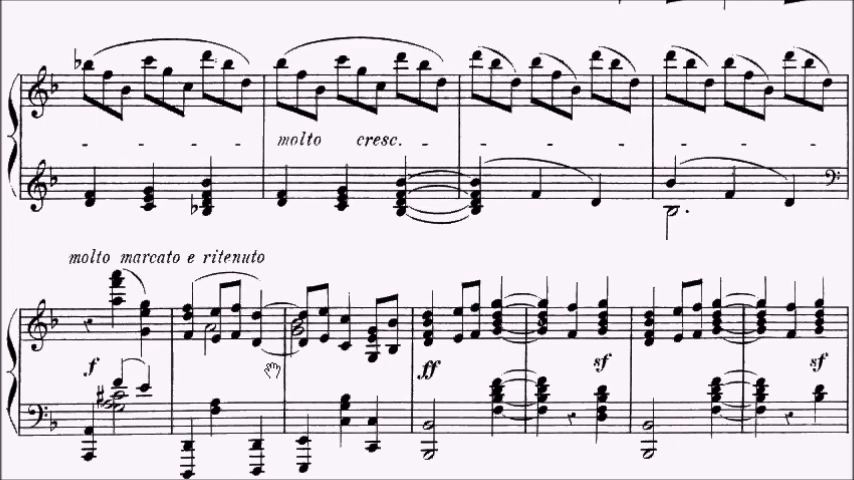 molto cresc.
molto marcato e ritenuto
f
ff
sf
sf